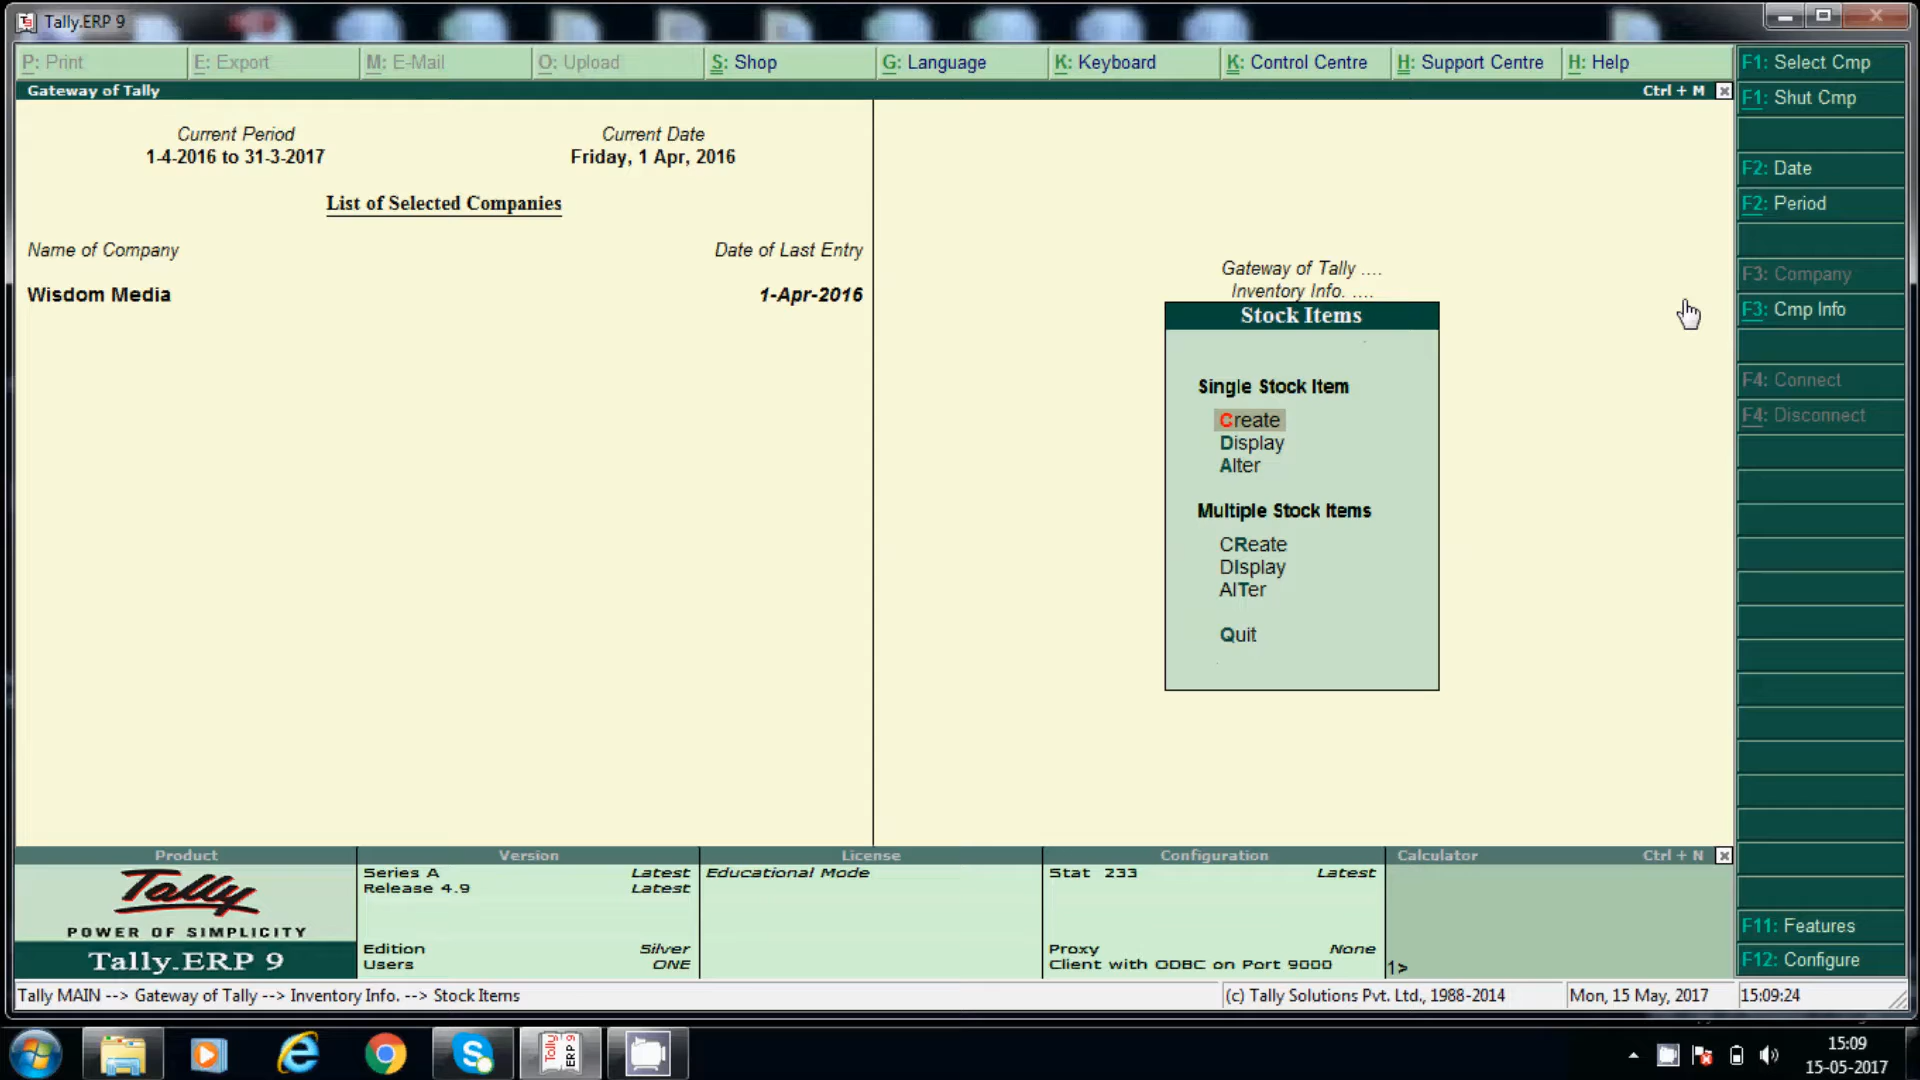 Tally.ERP 9
P: Print
E: Export
M: E-Mail
O: Upload
S: Shop
G: Language
K: Keyboard
K: Control Centre
H: Support Centre
H: Help
Gateway of Tally
Ctrl + M
Current Period
1-4-2016 to 31-3-2017
Current Date
Friday, 1 Apr, 2016
List of Selected Companies
Name of Company
Date of Last Entry
Wisdom Media
1-Apr-2016
Gateway of Tally ....
Inventory Info. ....
Stock Items
Single Stock Item
Create
Display
Alter
Multiple Stock Items
CReate
DIsplay
AlTer
Quit
F1: Select Cmp
F1: Shut Cmp
F2: Date
F2: Period
F3: Company
F3: Cmp Info
F4: Connect
F4: Disconnect
F11: Features
F12: Configure
Product
Tally
POWER OF SIMPLICITY
Tally.ERP 9
Version
Series A Latest
Release 4.9 Latest
Edition Silver
Users ONE
License
Educational Mode
Configuration
Stat 233 Latest
Proxy None
Client with ODBC on Port 9000
Calculator
Ctrl + N
1>
Tally MAIN --> Gateway of Tally --> Inventory Info. --> Stock Items
(c) Tally Solutions Pvt. Ltd., 1988-2014
Mon, 15 May, 2017
15:09:24
Tally
ERP 9
15:09
15-05-2017